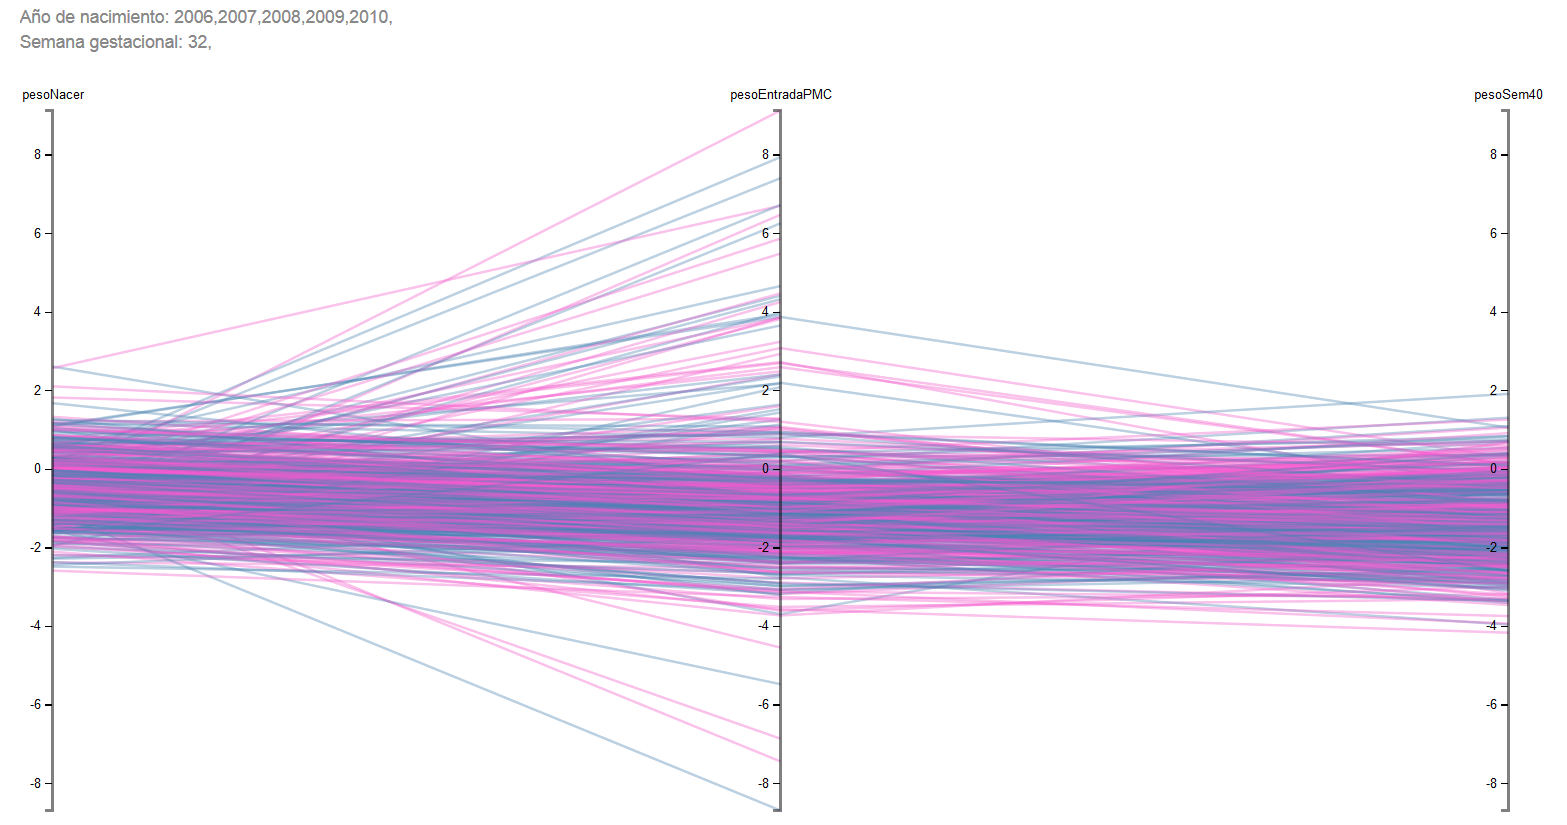 Año de nacimiento: 2006,2007,2008,2009,2010,
Semana gestacional: 32,
pesoNacer pesoEntradaPMC pesoSem40
8 8 8
6 6 6
4 4 4
2 2 2
0 0 0
-2 -2 -2
-4 -4 -4
-6 -6 -6
-8 -8 -8